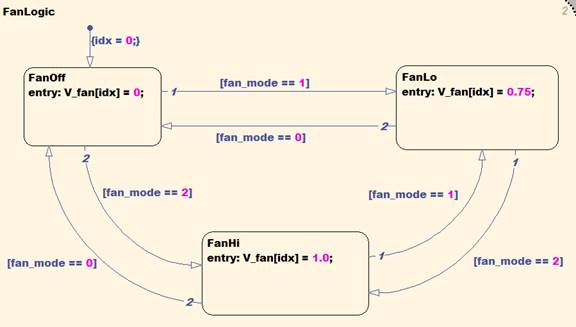 FanLogic
2
{idx = 0;}
FanOff
entry: V_fan[idx] = 0;
1
[fan_mode == 1]
FanLo
entry: V_fan[idx] = 0.75;
2
[fan_mode == 0]
2
1
[fan_mode == 2]
[fan_mode == 1]
FanHi
entry: V_fan[idx] = 1.0;
1
[fan_mode == 0]
[fan_mode == 2]
2